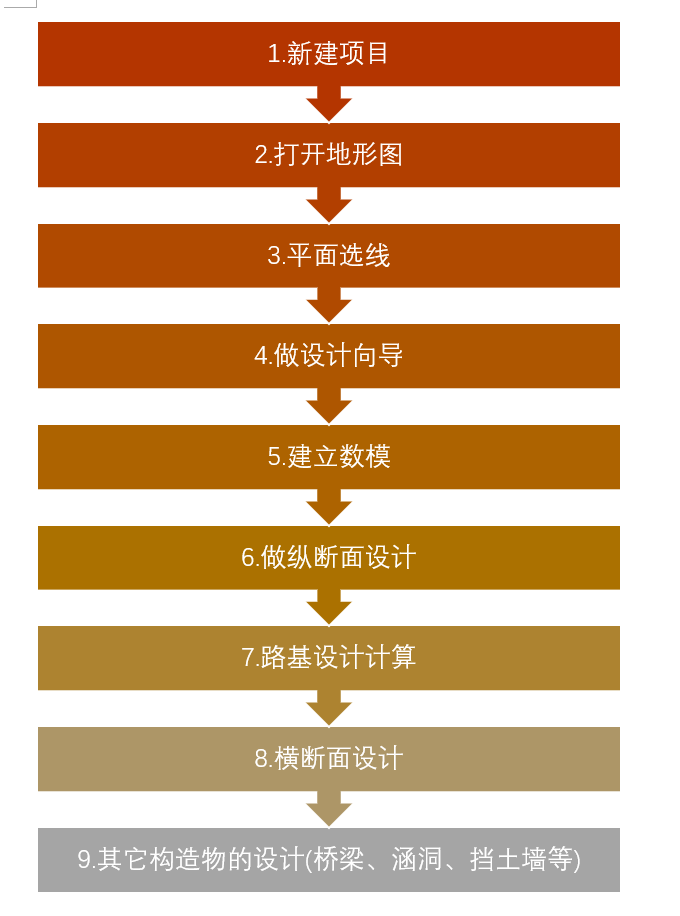 1.新建项目
2.打开地形图
3.平面选线
4.做设计向导
5.建立数模
6.做纵断面设计
7.路基设计计算
8.横断面设计
9.其它构造物的设计(桥梁、涵洞、挡土墙等)